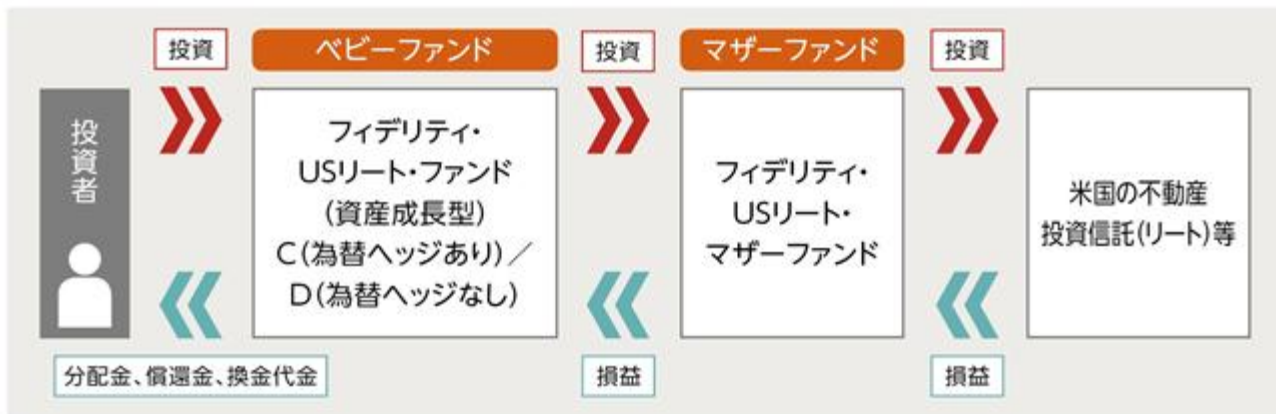 投資
ベビーファンド
投資
マザーファンド
投資
投資者
フィデリティ・
USリート・ファンド
(資産成長型)
C(為替ヘッジあり)／
D(為替ヘッジなし)
フィデリティ・
USリート・
マザーファンド
米国の不動産
投資信託(リート)等
分配金、償還金、換金代金
損益
損益